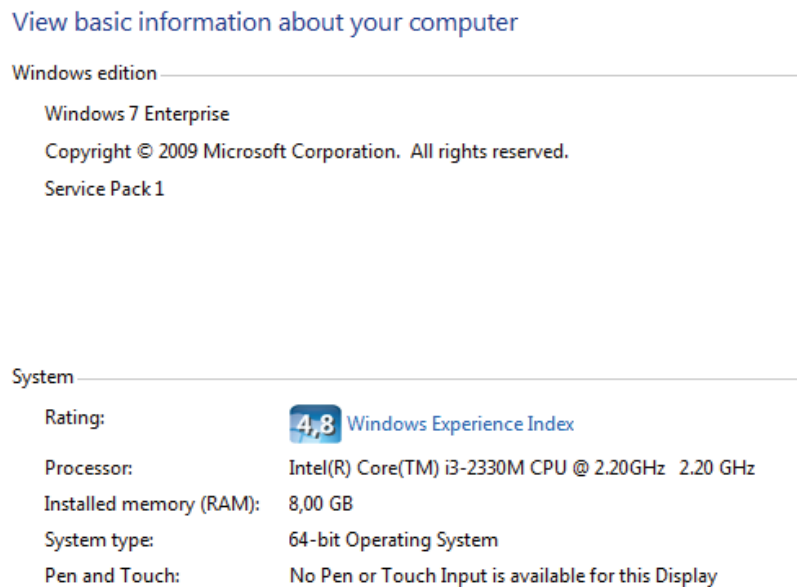 View basic information about your computer
Windows edition
Windows 7 Enterprise
Copyright © 2009 Microsoft Corporation. All rights reserved.
Service Pack 1
System
Rating: 4,8 Windows Experience Index
Processor: Intel(R) Core(TM) i3-2330M CPU @ 2.20GHz 2.20 GHz
Installed memory (RAM): 8,00 GB
System type: 64-bit Operating System
Pen and Touch: No Pen or Touch Input is available for this Display